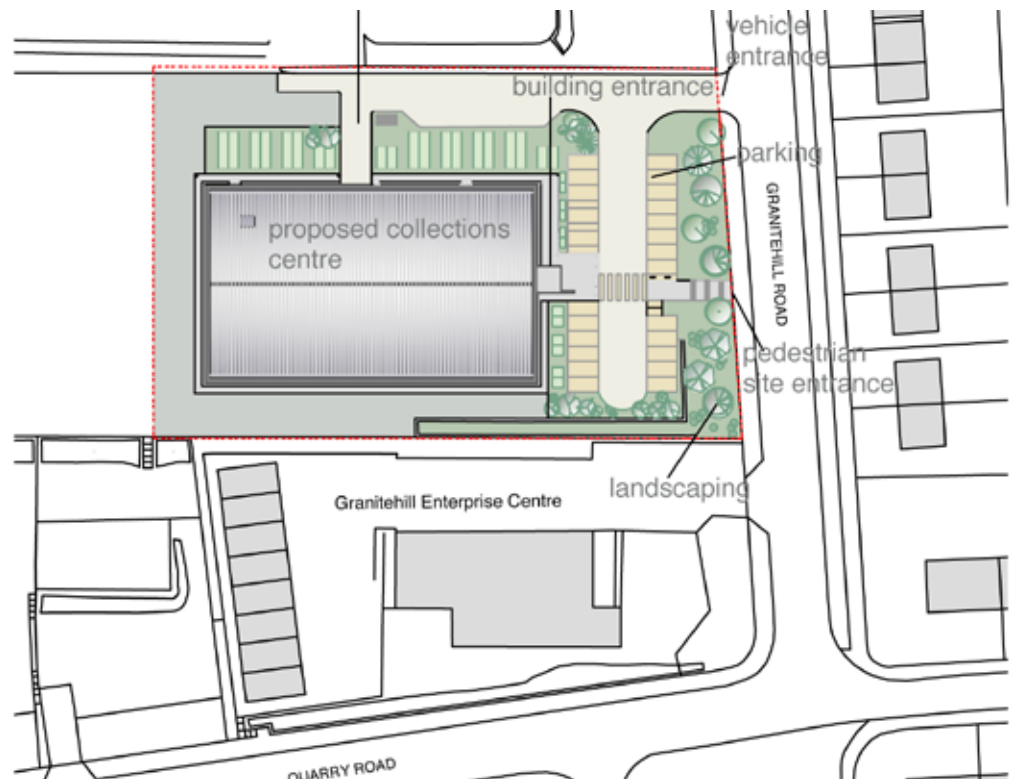 vehicle
entrance
building entrance
parking
proposed collections
centre
GRANITEHILL ROAD
pedestrian
site entrance
landscaping
Granitehill Enterprise Centre
QUARRY ROAD